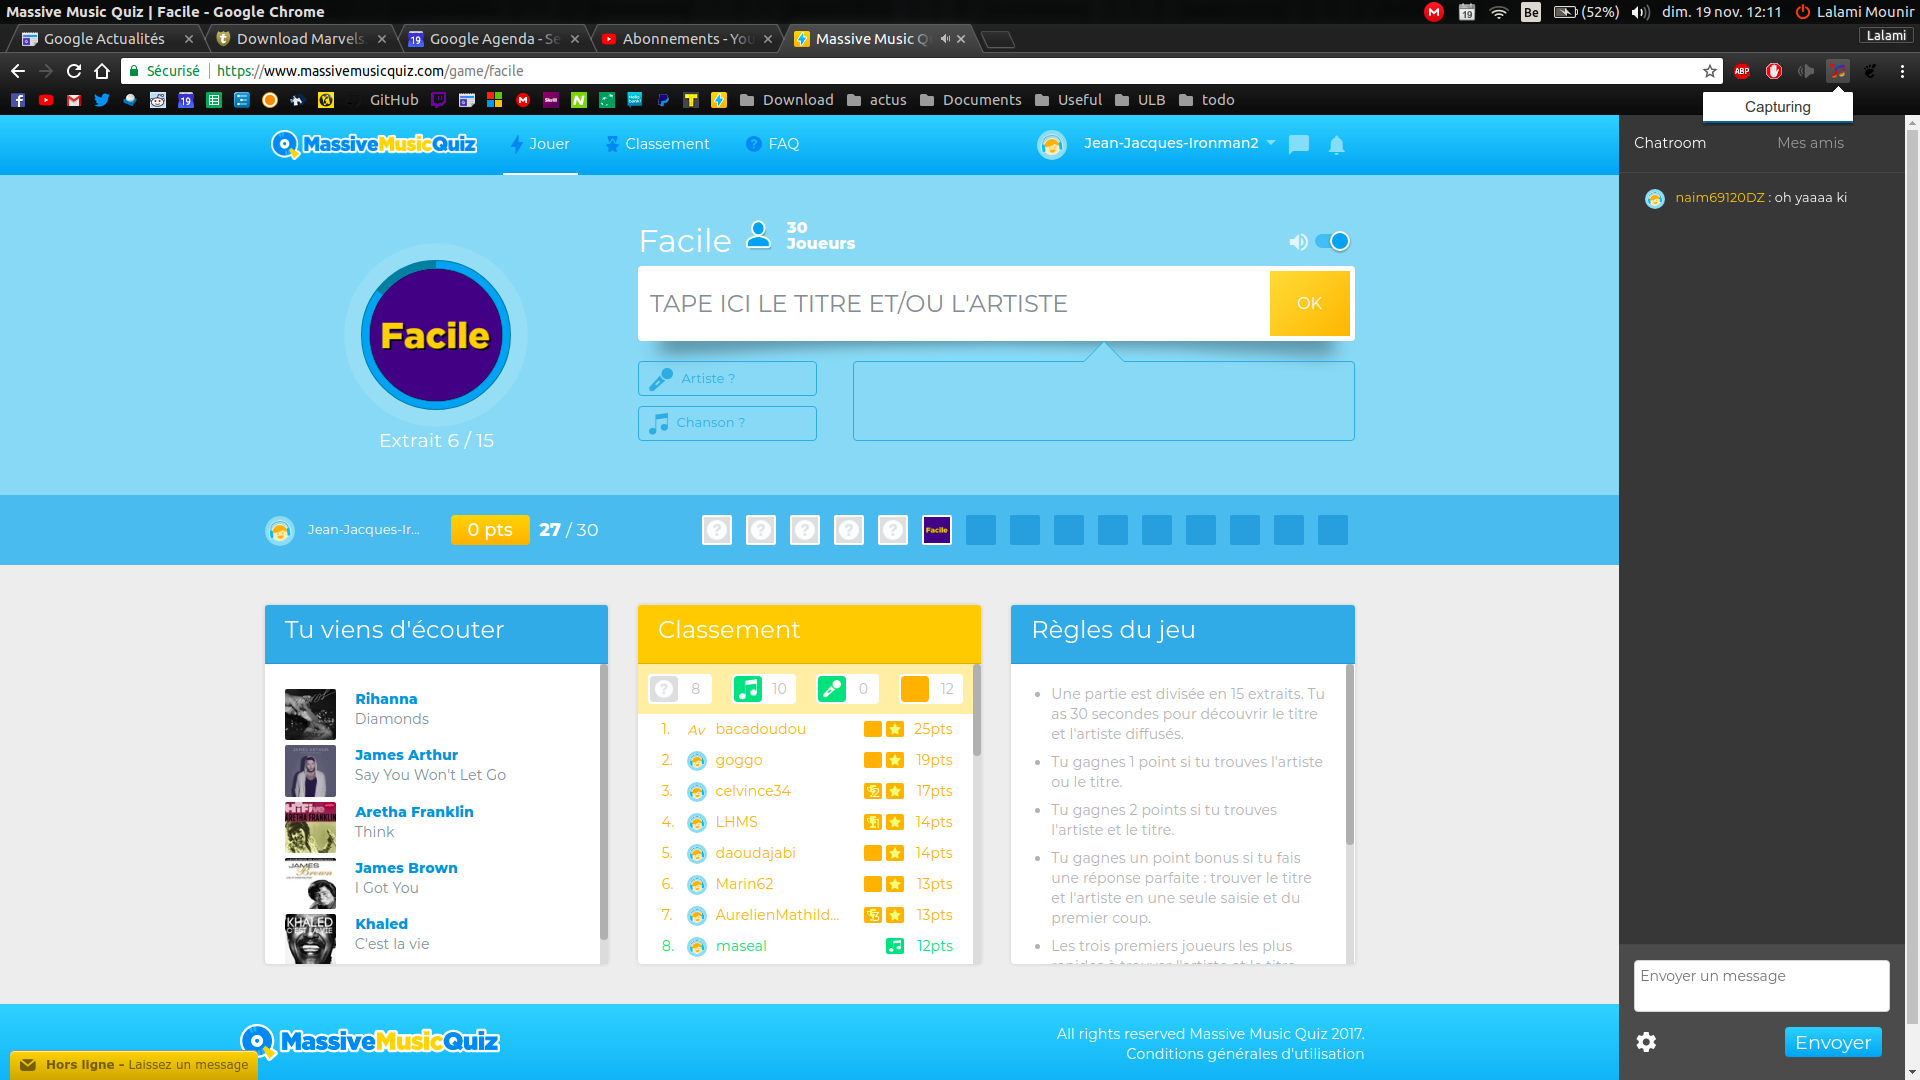 Massive Music Quiz | Facile - Google Chrome
19 Be (52%) dim. 19 nov. 12:11 Lalami Mounir
Google Actualités Download Marvels Google Agenda - Se Abonnements - You Massive Music Q Lalami
Sécurisé https://www.massivemusicquiz.com/game/facile ABP
GitHub Download actus Documents Useful ULB todo
Capturing
MassiveMusicQuiz Jouer Classement FAQ Jean-Jacques-Ironman2
Chatroom Mes amis
naim69120DZ : oh yaaaa ki
Facile 30 Joueurs
TAPE ICI LE TITRE ET/OU L'ARTISTE OK
Facile
Artiste ?
Chanson ?
Extrait 6 / 15
Jean-Jacques-Ir... 0 pts 27 / 30 Facile
Tu viens d'écouter
Rihanna
Diamonds
James Arthur
Say You Won't Let Go
Aretha Franklin
Think
James Brown
I Got You
Khaled
C'est la vie
Classement
8 10 0 12
1. Av bacadoudou 25pts
2. goggo 19pts
3. celvince34 17pts
4. LHMS 14pts
5. daoudajabi 14pts
6. Marin62 13pts
7. AurelienMathild... 13pts
8. maseal 12pts
Règles du jeu
Une partie est divisée en 15 extraits. Tu
as 30 secondes pour découvrir le titre
et l'artiste diffusés.
Tu gagnes 1 point si tu trouves l'artiste
ou le titre.
Tu gagnes 2 points si tu trouves
l'artiste et le titre.
Tu gagnes un point bonus si tu fais
une réponse parfaite : trouver le titre
et l'artiste en une seule saisie et du
premier coup.
Les trois premiers joueurs les plus
rapides à trouver l'artiste et le titre
Envoyer un message
Envoyer
MassiveMusicQuiz
All rights reserved Massive Music Quiz 2017.
Conditions générales d'utilisation
Hors ligne - Laissez un message